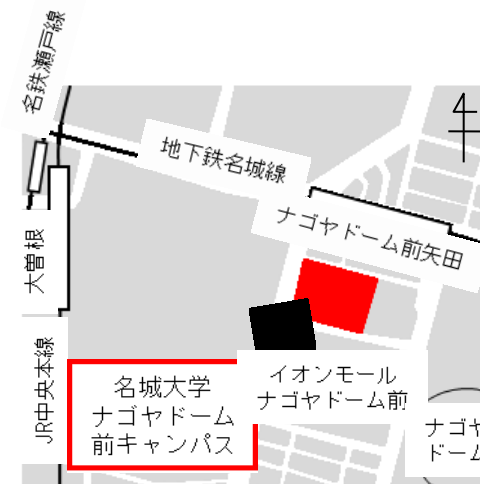 名鉄瀬戸線
地下鉄名城線
ナゴヤドーム前矢田
大曽根
JR中央本線
名城大学
ナゴヤドーム
前キャンパス
イオンモール
ナゴヤドーム前
ナゴヤ
ドーム
4